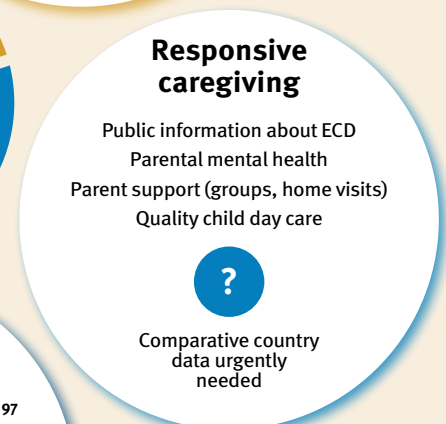 Responsive
caregiving
Public information about ECD
Parental mental health
Parent support (groups, home visits)
Quality child day care
?
Comparative country
data urgently
needed
97